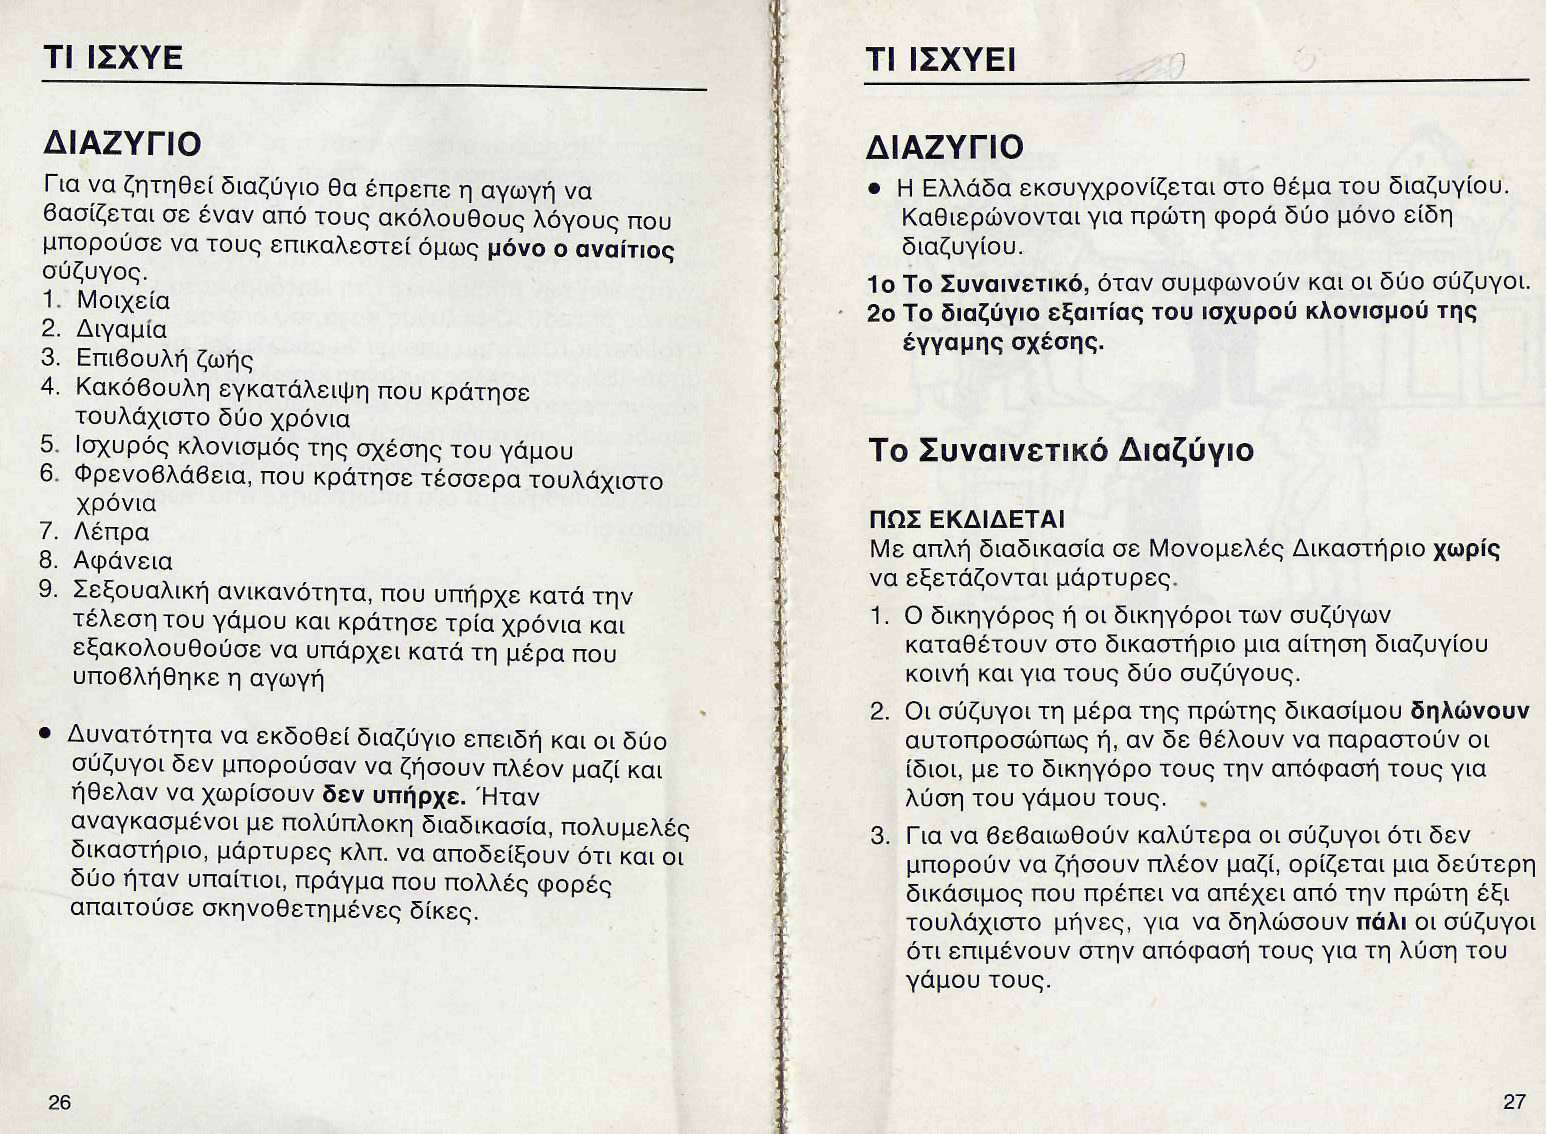 ΤΙ ΙΣΧΥΕ
ΔΙΑΖΥΓΙΟ
Για να ζητηθεί διαζύγιο θα έπρεπε η αγωγή να
βασίζεται σε έναν από τους ακόλουθους λόγους που
μπορούσε να τους επικαλεστεί όμως μόνο ο αναίτιος
σύζυγος.
1. Μοιχεία
2. Διγαμία
3. Επιβουλή ζωής
4. Κακόβουλη εγκατάλειψη που κράτησε
τουλάχιστο δύο χρόνια
5. Ισχυρός κλονισμός της σχέσης του γάμου
6. Φρενοβλάβεια, που κράτησε τέσσερα τουλάχιστο
χρόνια
7. Λέπρα
8. Αφάνεια
9. Σεξουαλική ανικανότητα, που υπήρχε κατά την
τέλεση του γάμου και κράτησε τρία χρόνια και
εξακολουθούσε να υπάρχει κατά τη μέρα που
υποβλήθηκε η αγωγή
• Δυνατότητα να εκδοθεί διαζύγιο επειδή και οι δύο
σύζυγοι δεν μπορούσαν να ζήσουν πλέον μαζί και
ήθελαν να χωρίσουν δεν υπήρχε. Ήταν
αναγκασμένοι με πολύπλοκη διαδικασία, πολυμελές
δικαστήριο, μάρτυρες κλπ. να αποδείξουν ότι και οι
δύο ήταν υπαίτιοι, πράγμα που πολλές φορές
απαιτούσε σκηνοθετημένες δίκες.
26
ΤΙ ΙΣΧΥΕΙ
ΔΙΑΖΥΓΙΟ
• Η Ελλάδα εκσυγχρονίζεται στο θέμα του διαζυγίου.
Καθιερώνονται για πρώτη φορά δύο μόνο είδη
διαζυγίου.
1ο Το Συναινετικό, όταν συμφωνούν και οι δύο σύζυγοι.
2ο Το διαζύγιο εξαιτίας του ισχυρού κλονισμού της
έγγαμης σχέσης.
Το Συναινετικό Διαζύγιο
ΠΩΣ ΕΚΔΙΔΕΤΑΙ
Με απλή διαδικασία σε Μονομελές Δικαστήριο χωρίς
να εξετάζονται μάρτυρες.
1. Ο δικηγόρος ή οι δικηγόροι των συζύγων
καταθέτουν στο δικαστήριο μια αίτηση διαζυγίου
κοινή και για τους δύο συζύγους.
2. Οι σύζυγοι τη μέρα της πρώτης δικασίμου δηλώνουν
αυτοπροσώπως ή, αν δε θέλουν να παραστούν οι
ίδιοι, με το δικηγόρο τους την απόφασή τους για
λύση του γάμου τους.
3. Για να βεβαιωθούν καλύτερα οι σύζυγοι ότι δεν
μπορούν να ζήσουν πλέον μαζί, ορίζεται μια δεύτερη
δικάσιμος που πρέπει να απέχει από την πρώτη έξι
τουλάχιστο μήνες, για να δηλώσουν πάλι οι σύζυγοι
ότι επιμένουν στην απόφασή τους για τη λύση του
γάμου τους.
27